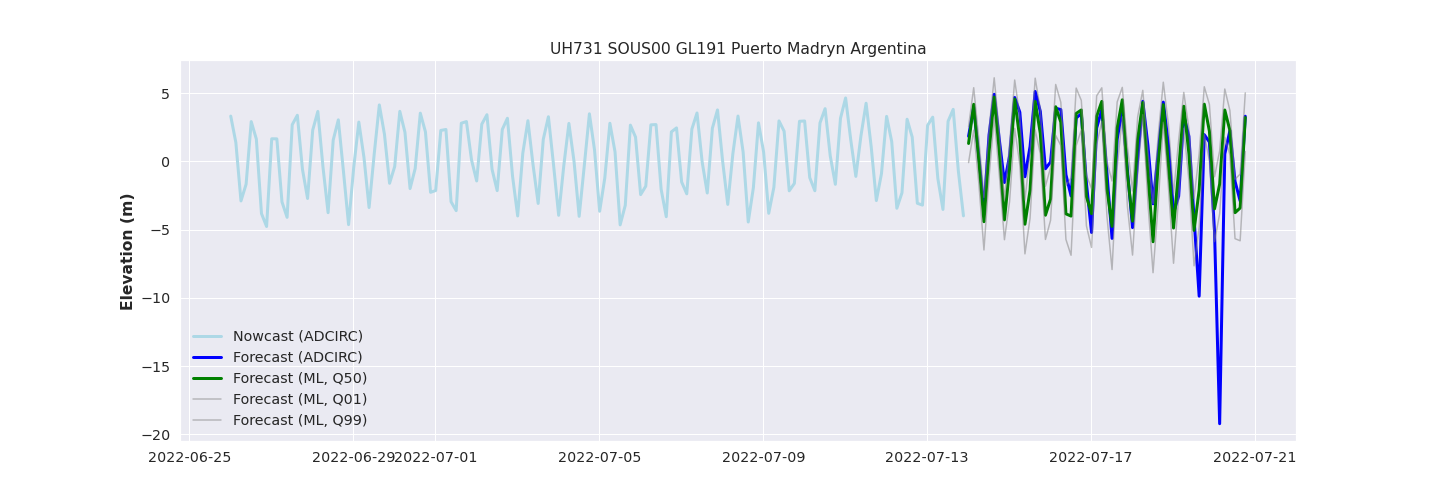 UH731 SOUS00 GL191 Puerto Madryn Argentina
Elevation (m)
5
0
−5
−10
−15
−20
Nowcast (ADCIRC)
Forecast (ADCIRC)
Forecast (ML, Q50)
Forecast (ML, Q01)
Forecast (ML, Q99)
2022-06-25 2022-06-29 2022-07-01 2022-07-05 2022-07-09 2022-07-13 2022-07-17 2022-07-21